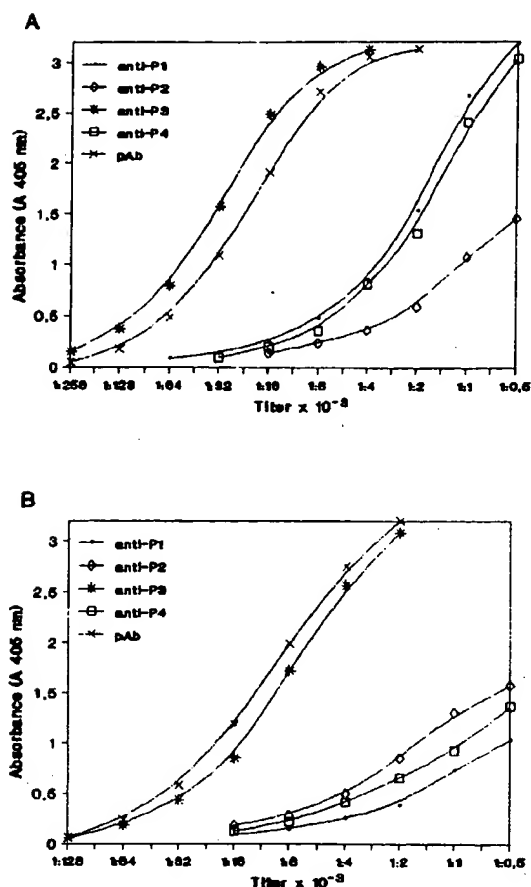 A
3
2.5
2
1.5
1
0.5
0
Absorbance (A 405 nm)
anti-P1
anti-P2
anti-P3
anti-P4
pAb
1:256 1:128 1:64 1:32 1:16 1:8 1:4 1:2 1:1 1:0,5
Titer x 10⁻³
B
3
2.5
2
1.5
1
0.5
0
Absorbance (A 405 nm)
anti-P1
anti-P2
anti-P3
anti-P4
pAb
1:128 1:64 1:32 1:16 1:8 1:4 1:2 1:1 1:0,5
Titer x 10⁻³